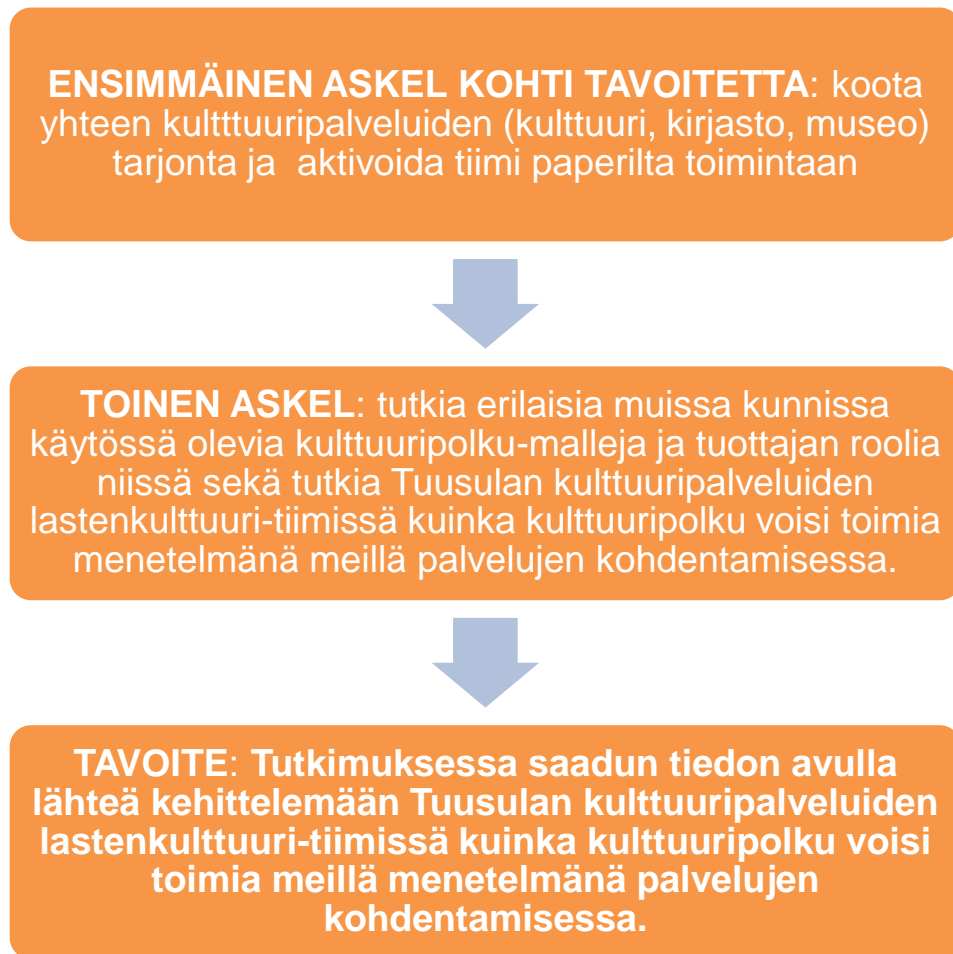 ENSIMMÄINEN ASKEL KOHTI TAVOITETTA: koota
yhteen kultttuuripalveluiden (kulttuuri, kirjasto, museo)
tarjonta ja aktivoida tiimi paperilta toimintaan
TOINEN ASKEL: tutkia erilaisia muissa kunnissa
käytössä olevia kulttuuripolku-malleja ja tuottajan roolia
niissä sekä tutkia Tuusulan kulttuuripalveluiden
lastenkulttuuri-tiimissä kuinka kulttuuripolku voisi toimia
menetelmänä meillä palvelujen kohdentamisessa.
TAVOITE: Tutkimuksessa saadun tiedon avulla
lähteä kehittelemään Tuusulan kulttuuripalveluiden
lastenkulttuuri-tiimissä kuinka kulttuuripolku voisi
toimia meillä menetelmänä palvelujen
kohdentamisessa.